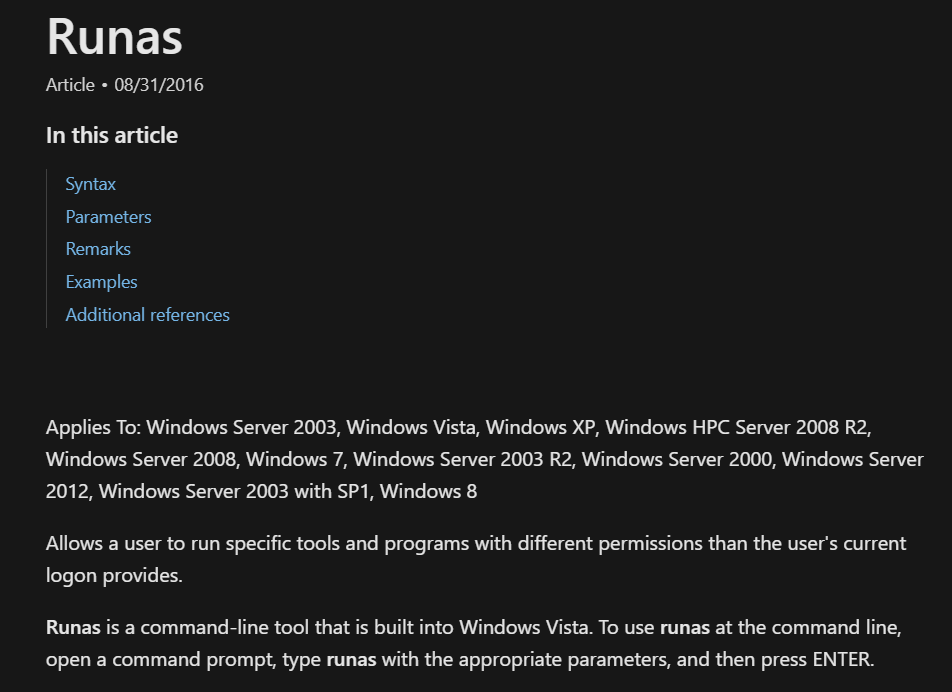 Runas
Article • 08/31/2016
In this article
Syntax
Parameters
Remarks
Examples
Additional references
Applies To: Windows Server 2003, Windows Vista, Windows XP, Windows HPC Server 2008 R2,
Windows Server 2008, Windows 7, Windows Server 2003 R2, Windows Server 2000, Windows Server
2012, Windows Server 2003 with SP1, Windows 8
Allows a user to run specific tools and programs with different permissions than the user's current
logon provides.
Runas is a command-line tool that is built into Windows Vista. To use runas at the command line,
open a command prompt, type runas with the appropriate parameters, and then press ENTER.